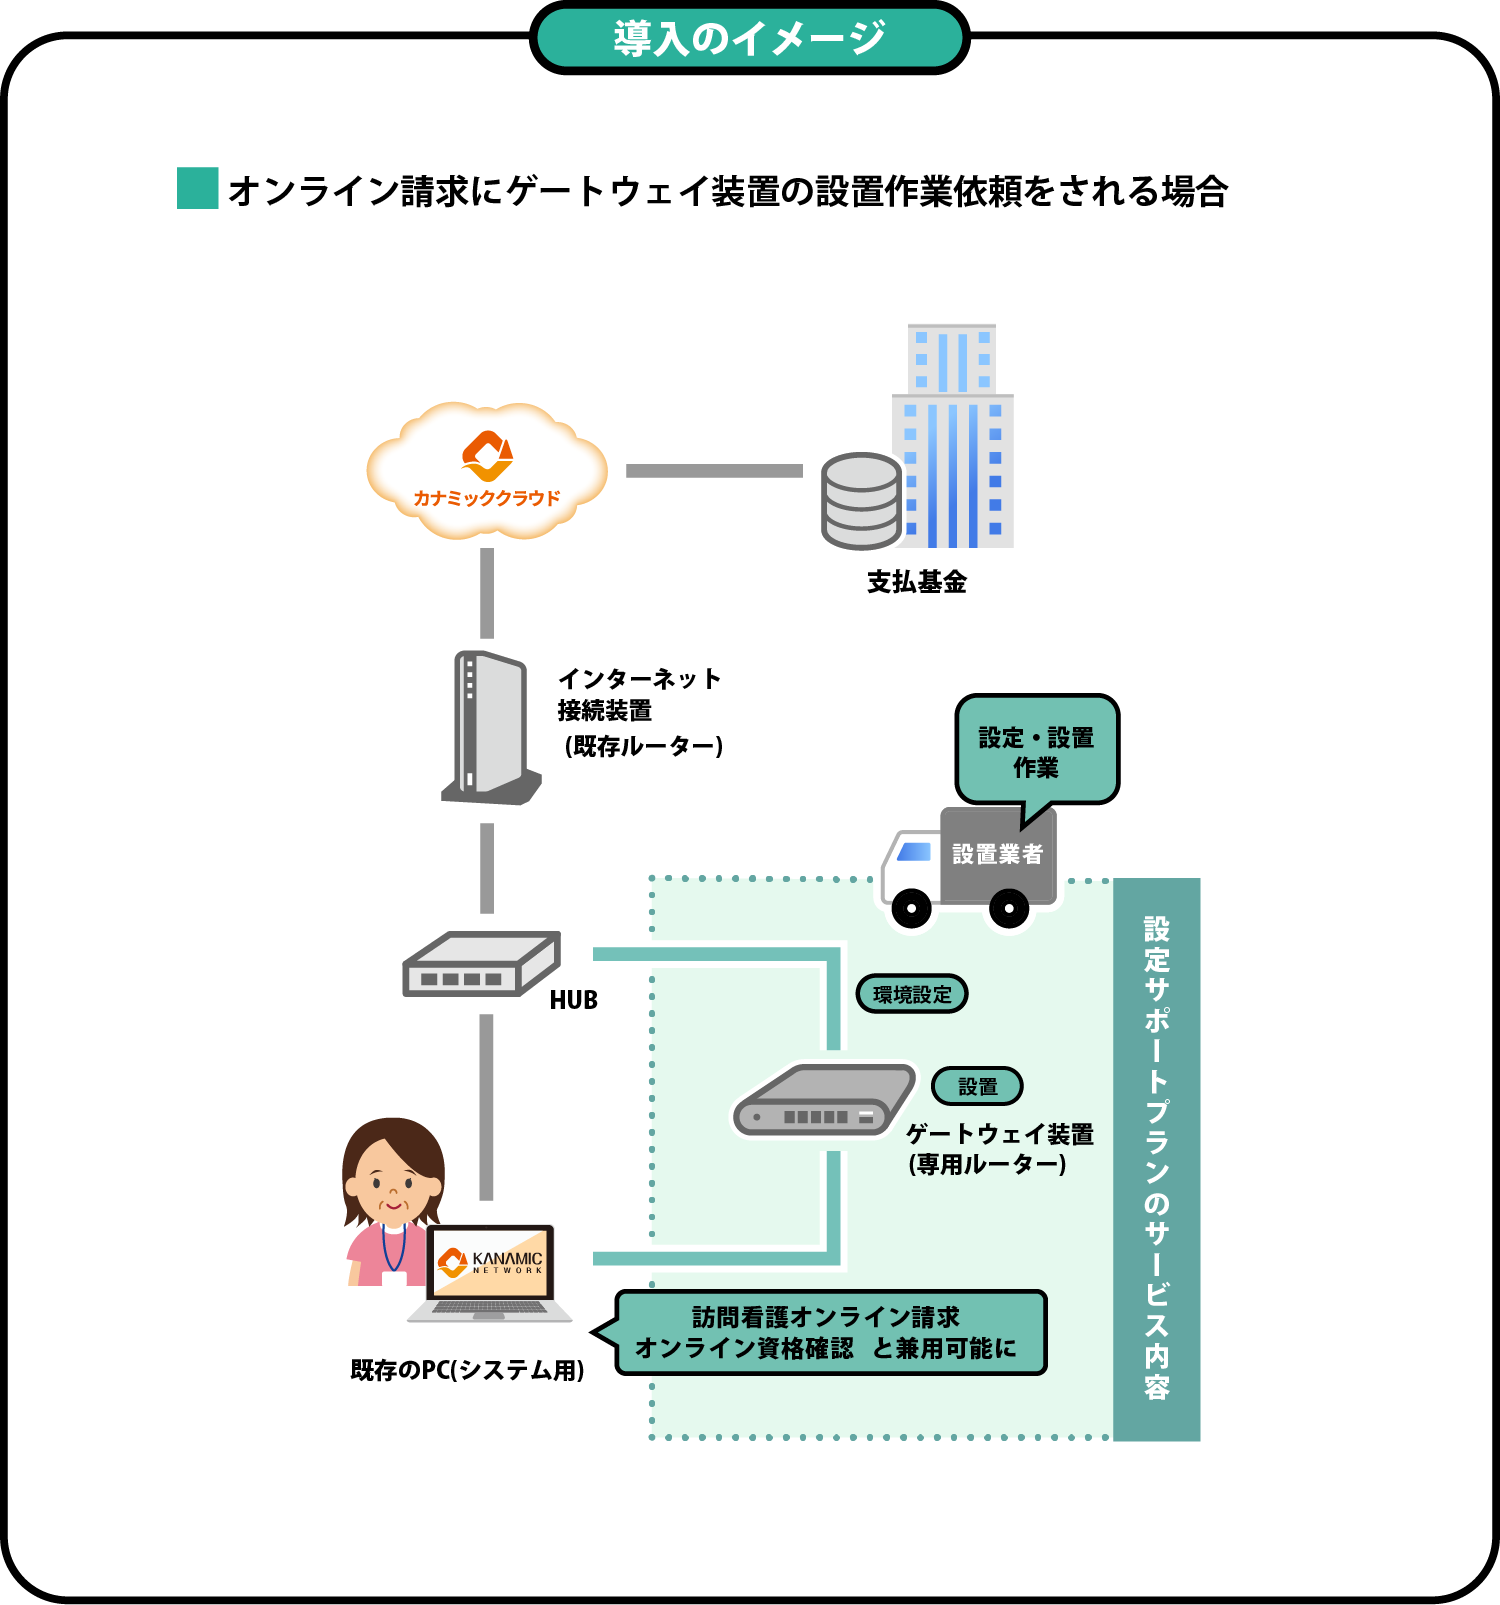 導入のイメージ
オンライン請求にゲートウェイ装置の設置作業依頼をされる場合
カナミッククラウド
支払基金
インターネット
接続装置
(既存ルーター)
設定・設置
作業
設置業者
HUB
環境設定
設置
ゲートウェイ装置
(専用ルーター)
設定サポートプランのサービス内容
KANAMIC
NETWORK
訪問看護オンライン請求
オンライン資格確認 と兼用可能に
既存のPC(システム用)